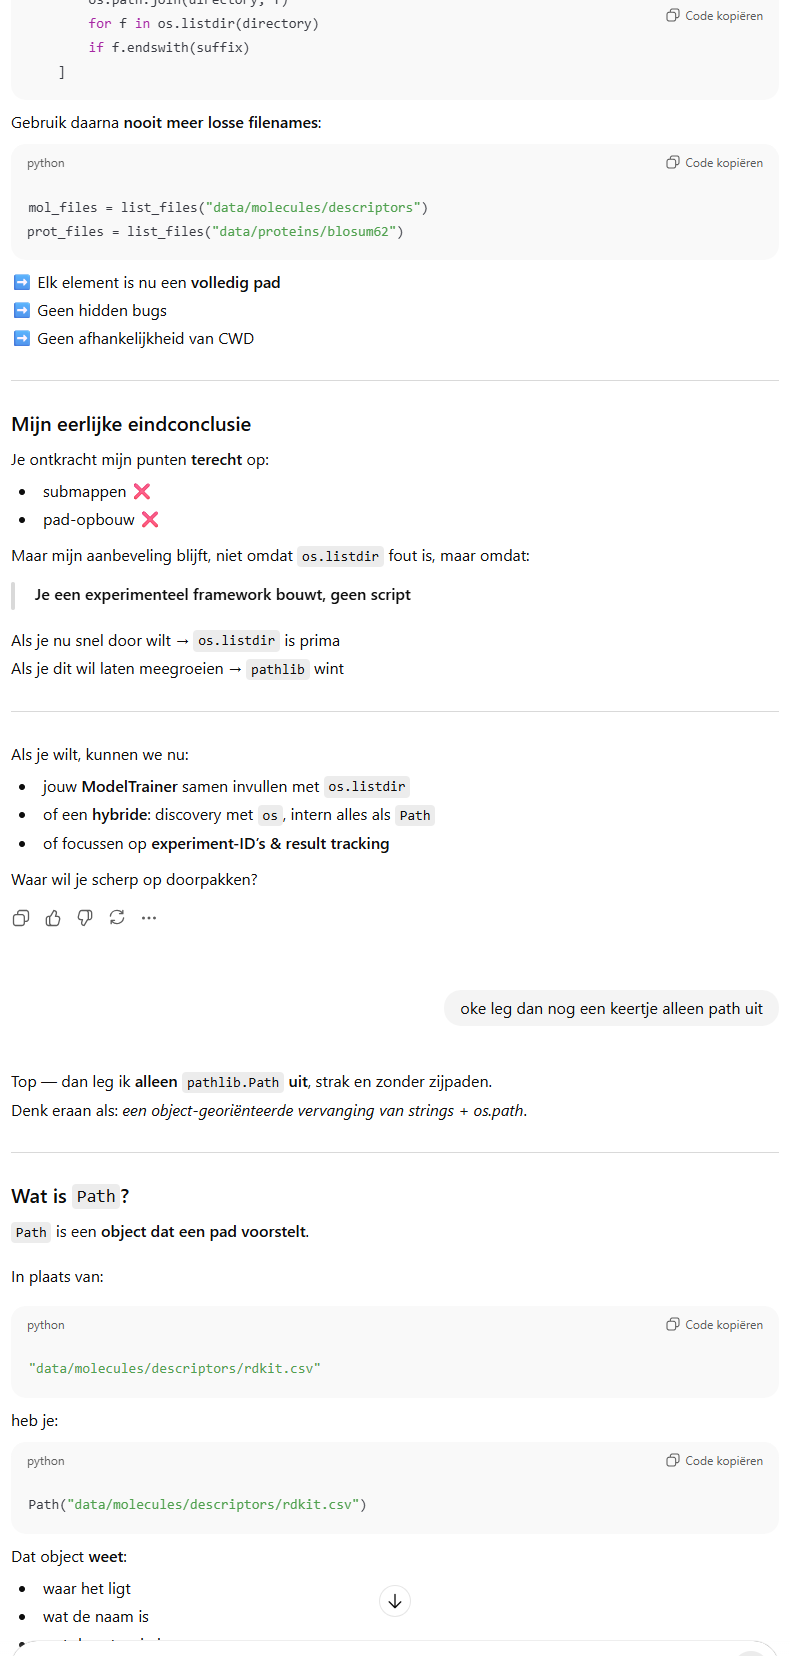 os.path.join(directory, f)
for f in os.listdir(directory)
Code kopiëren
if f.endswith(suffix)
]
Gebruik daarna nooit meer losse filenames:
python
Code kopiëren
mol_files = list_files("data/molecules/descriptors")
prot_files = list_files("data/proteins/blosum62")
Elk element is nu een volledig pad
Geen hidden bugs
Geen afhankelijkheid van CWD
Mijn eerlijke eindconclusie
Je ontkracht mijn punten terecht op:
submappen ❌
pad-opbouw ❌
Maar mijn aanbeveling blijft, niet omdat os.listdir fout is, maar omdat:
Je een experimenteel framework bouwt, geen script
Als je nu snel door wilt → os.listdir is prima
Als je dit wil laten meegroeien → pathlib wint
Als je wilt, kunnen we nu:
jouw ModelTrainer samen invullen met os.listdir
of een hybride: discovery met os, intern alles als Path
of focussen op experiment-ID's & result tracking
Waar wil je scherp op doorpakken?
oke leg dan nog een keertje alleen path uit
Top — dan leg ik alleen pathlib.Path uit, strak en zonder zijpaden.
Denk eraan als: een object-georiënteerde vervanging van strings + os.path.
Wat is Path?
Path is een object dat een pad voorstelt.
In plaats van:
python
Code kopiëren
"data/molecules/descriptors/rdkit.csv"
heb je:
python
Code kopiëren
Path("data/molecules/descriptors/rdkit.csv")
Dat object weet:
waar het ligt
wat de naam is